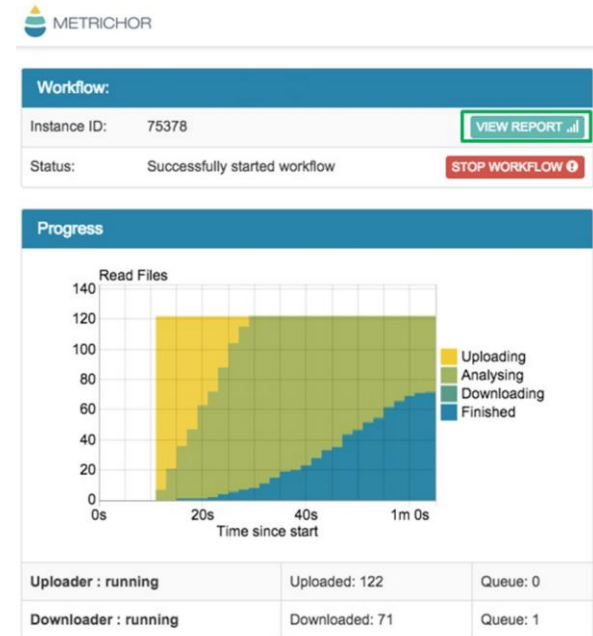 METRICHOR
Workflow:
Instance ID: 75378 VIEW REPORT
Status: Successfully started workflow STOP WORKFLOW
Progress
Read Files
140
120
100
80
60
40
20
0
Uploading
Analysing
Downloading
Finished
0s 20s 40s 1m 0s
Time since start
Uploader : running Uploaded: 122 Queue: 0
Downloader : running Downloaded: 71 Queue: 1